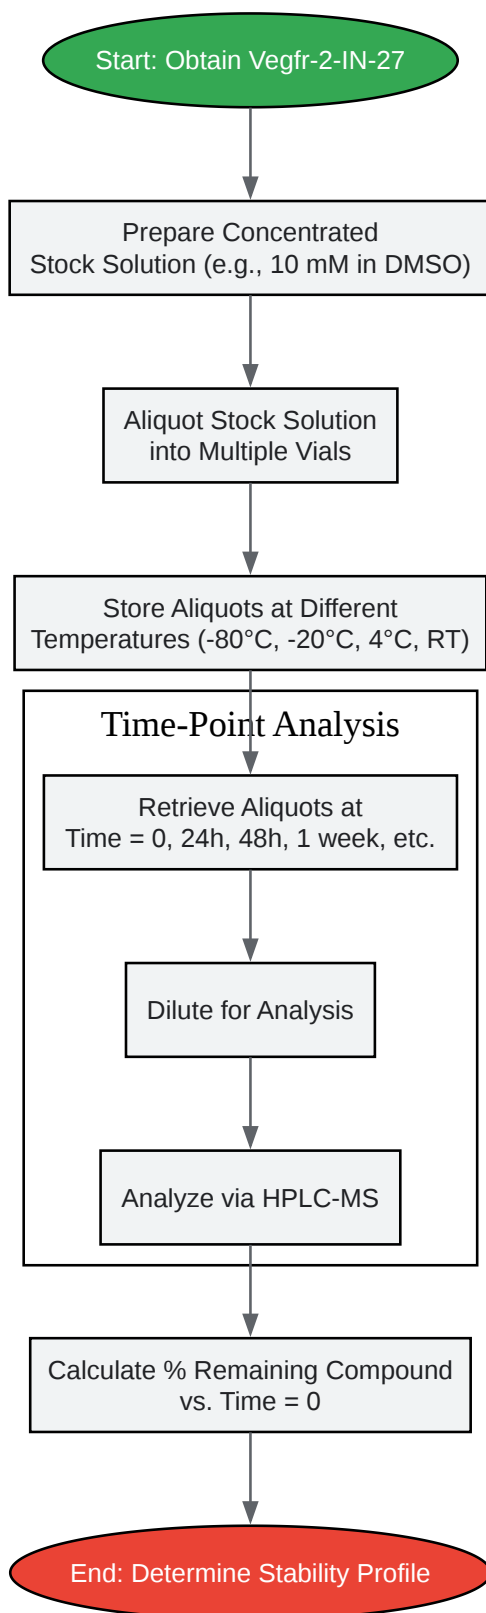 Start: Obtain Vegfr-2-IN-27
Prepare Concentrated
Stock Solution (e.g., 10 mM in DMSO)
Aliquot Stock Solution
into Multiple Vials
Store Aliquots at Different
Temperatures (-80°C, -20°C, 4°C, RT)
Time-Point Analysis
Retrieve Aliquots at
Time = 0, 24h, 48h, 1 week, etc.
Dilute for Analysis
Analyze via HPLC-MS
Calculate % Remaining Compound
vs. Time = 0
End: Determine Stability Profile